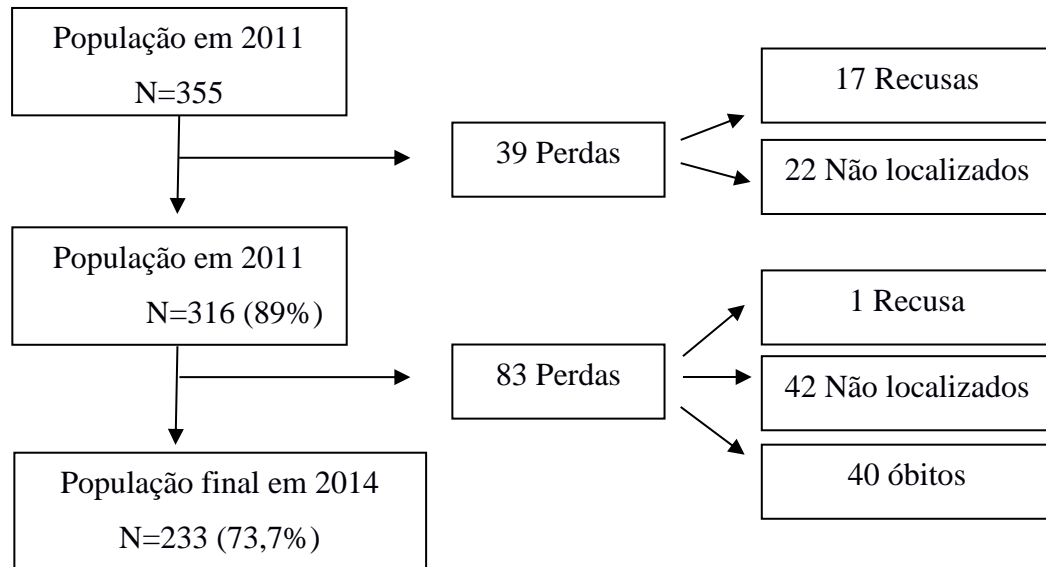 População em 2011
N=355
39 Perdas
17 Recusas
22 Não localizados
População em 2011
N=316 (89%)
83 Perdas
1 Recusa
42 Não localizados
40 óbitos
População final em 2014
N=233 (73,7%)